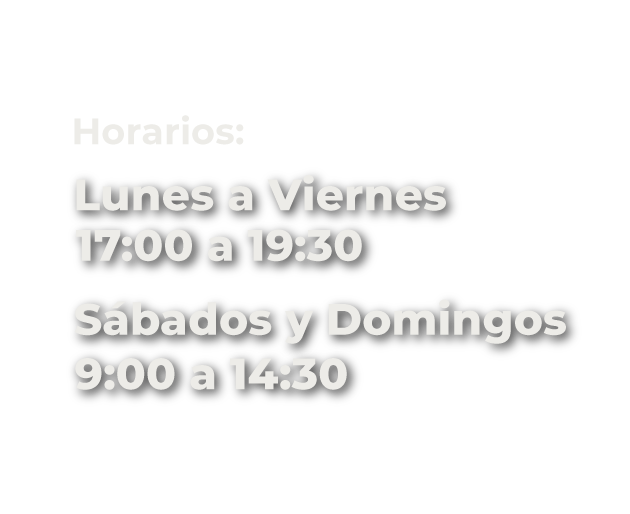 Horarios:
Lunes a Viernes
17:00 a 19:30
Sábados y Domingos
9:00 a 14:30